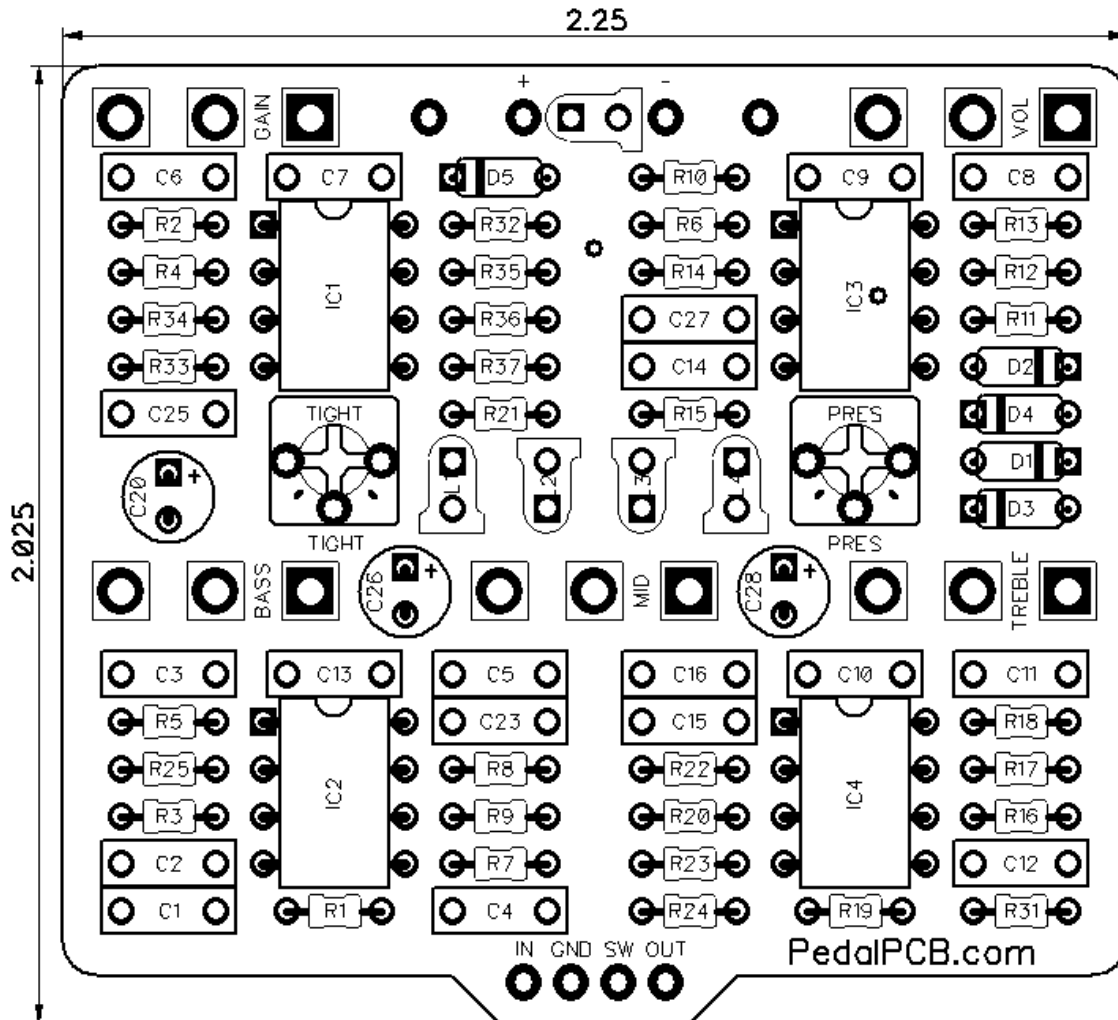 2.25
2.025
+ -
GAIN VOL
C6 C7 D5 R10 C9 C8
R2 R32 R6 R13
R4 IC1 R35 R14 IC3 R12
R34 R36 C27 R11
R33 R37 C14 D2
C25 TIGHT R21 R15 PRES D4
C20 + L1 L2 L3 L4 D1
D3
TIGHT PRES
BASS C26 + MID C28 + TREBLE
C3 C13 C5 C16 C10 C11
R5 C23 C15 R18
R25 IC2 R8 R22 IC4 R17
R3 R9 R20 R16
C2 R7 R23 C12
C1 R1 C4 R24 R19 R31
IN GND SW OUT PedalPCB.com